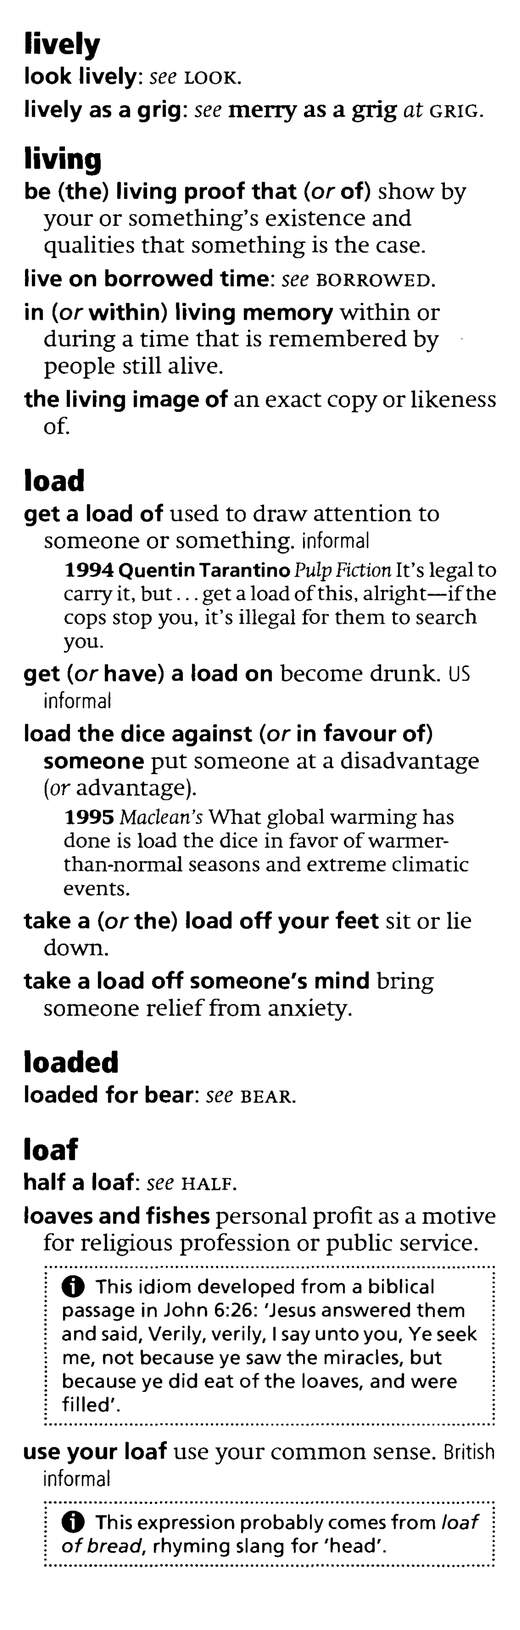 lively
look lively: see LOOK.
lively as a grig: see merry as a grig at GRIG.
living
be (the) living proof that (or of) show by
your or something's existence and
qualities that something is the case.
live on borrowed time: see BORROWED.
in (or within) living memory within or
during a time that is remembered by
people still alive.
the living image of an exact copy or likeness
of.
load
get a load of used to draw attention to
someone or something. informal
1994 Quentin Tarantino Pulp Fiction It's legal to
carry it, but . . . get a load of this, alright—if the
cops stop you, it's illegal for them to search
you.
get (or have) a load on become drunk. US
informal
load the dice against (or in favour of)
someone put someone at a disadvantage
(or advantage).
1995 Maclean's What global warming has
done is load the dice in favor of warmer-
than-normal seasons and extreme climatic
events.
take a (or the) load off your feet sit or lie
down.
take a load off someone's mind bring
someone relief from anxiety.
loaded
loaded for bear: see BEAR.
loaf
half a loaf: see HALF.
loaves and fishes personal profit as a motive
for religious profession or public service.
i This idiom developed from a biblical
passage in John 6:26: 'Jesus answered them
and said, Verily, verily, I say unto you, Ye seek
me, not because ye saw the miracles, but
because ye did eat of the loaves, and were
filled'.
use your loaf use your common sense. British
informal
i This expression probably comes from loaf
of bread, rhyming slang for 'head'.